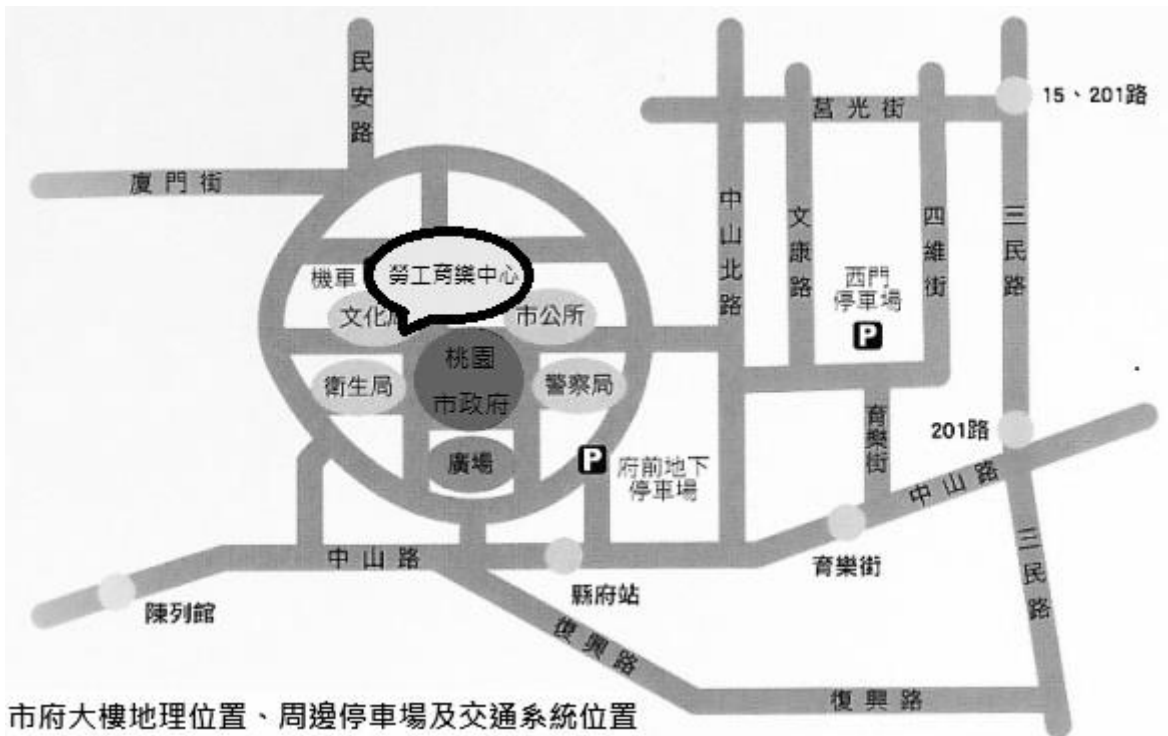 民安路
15、201路
莒光街
廈門街
中山北路
文康路
四維街
三民路
勞工育樂中心
機車
西門
停車場
P
文化局
市公所
桃園
市政府
衛生局
警察局
育樂街
201路
廣場
P
府前地下
停車場
中山路
中山路
育樂街
三民路
縣府站
陳列館
復興路
復興路
市府大樓地理位置、周邊停車場及交通系統位置